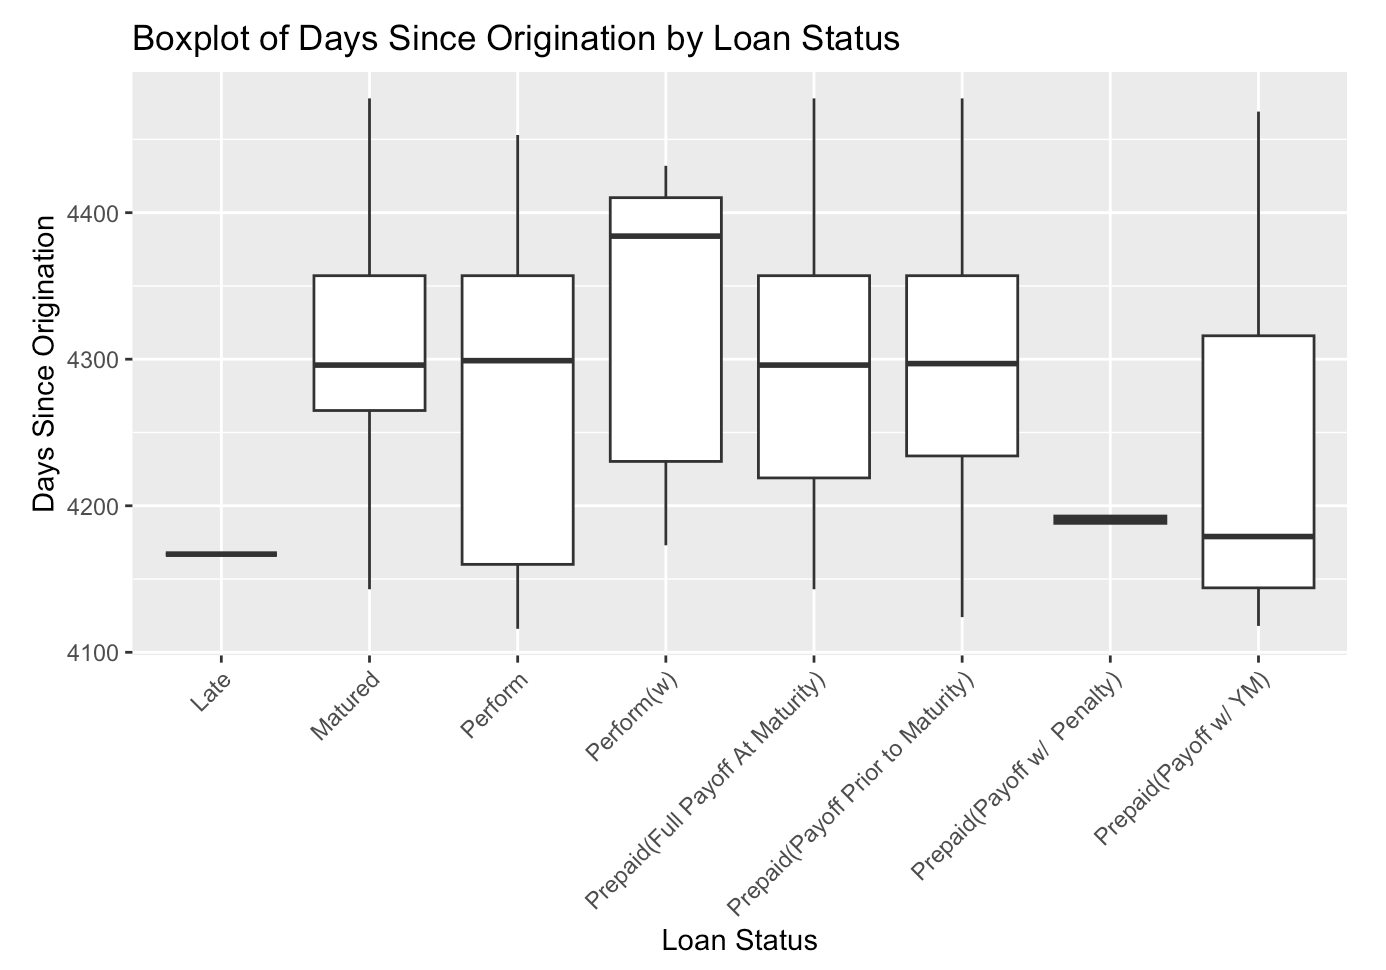 Boxplot of Days Since Origination by Loan Status
Days Since Origination
4400
4300
4200
4100
Late
Matured
Perform
Perform(w)
Prepaid(Full Payoff At Maturity)
Prepaid(Payoff Prior to Maturity)
Prepaid(Payoff w/ Penalty)
Prepaid(Payoff w/ YM)
Loan Status